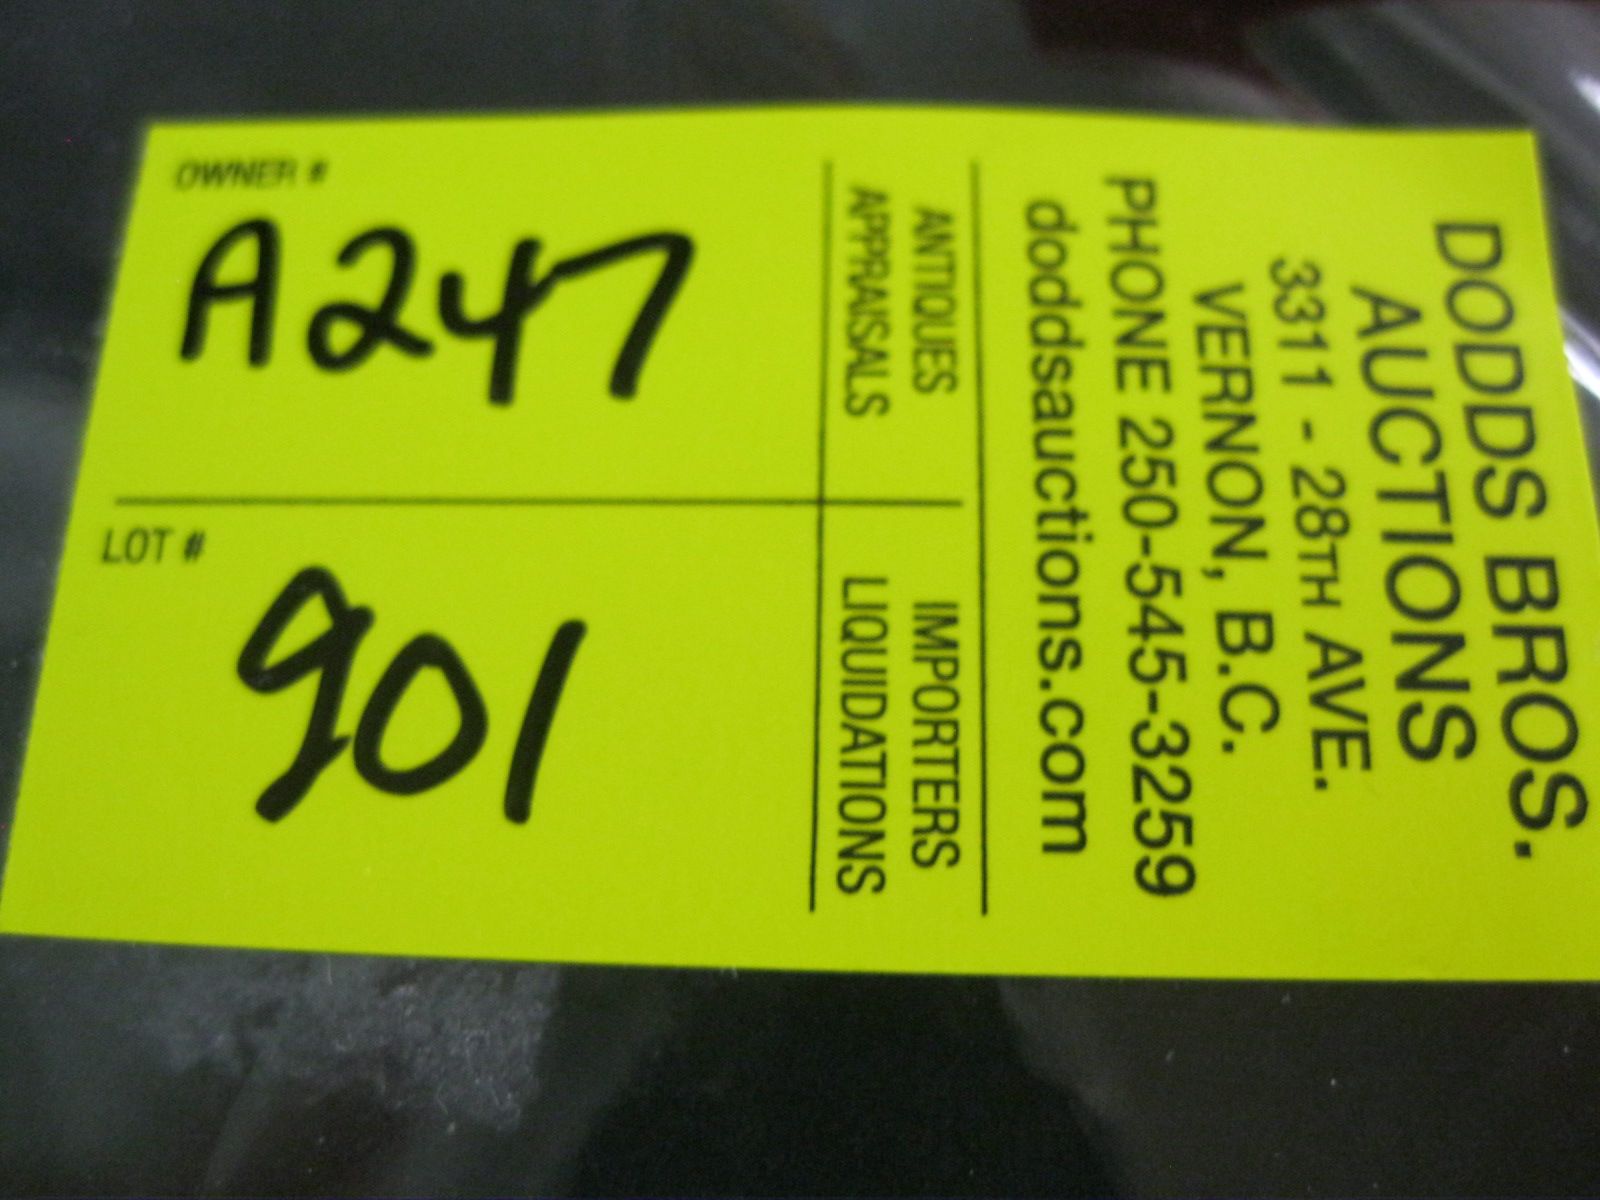 DODDS BROS.
AUCTIONS
3311 - 28TH AVE.
VERNON, B.C.
PHONE 250-545-3259
doddsauctions.com
ANTIQUES
APPRAISALS
IMPORTERS
LIQUIDATIONS
OWNER #
A247
LOT #
901